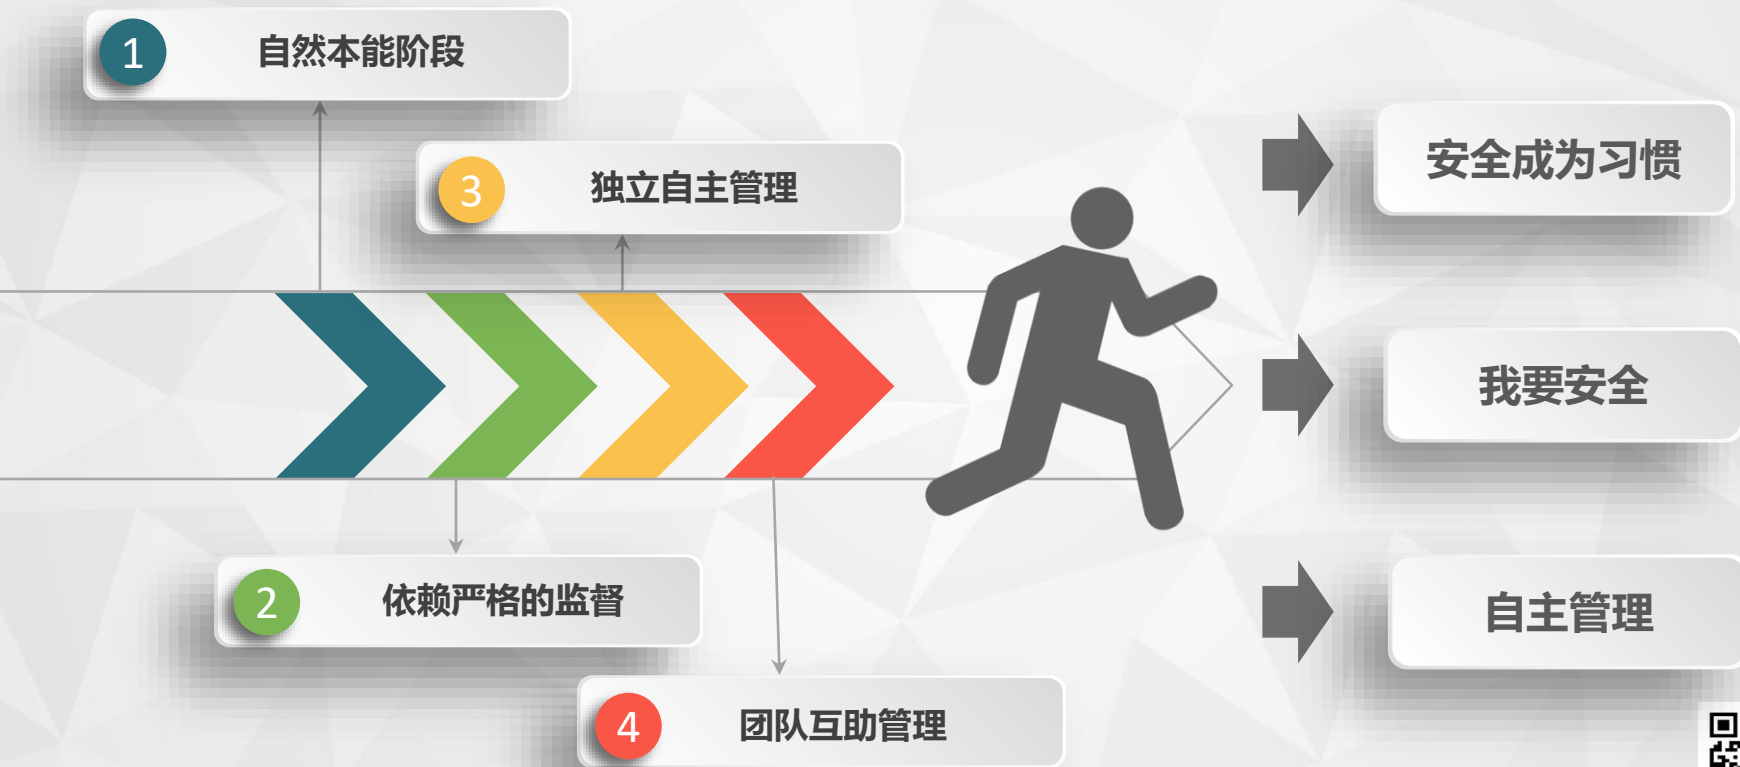 1 自然本能阶段
3 独立自主管理
2 依赖严格的监督
4 团队互助管理
安全成为习惯
我要安全
自主管理